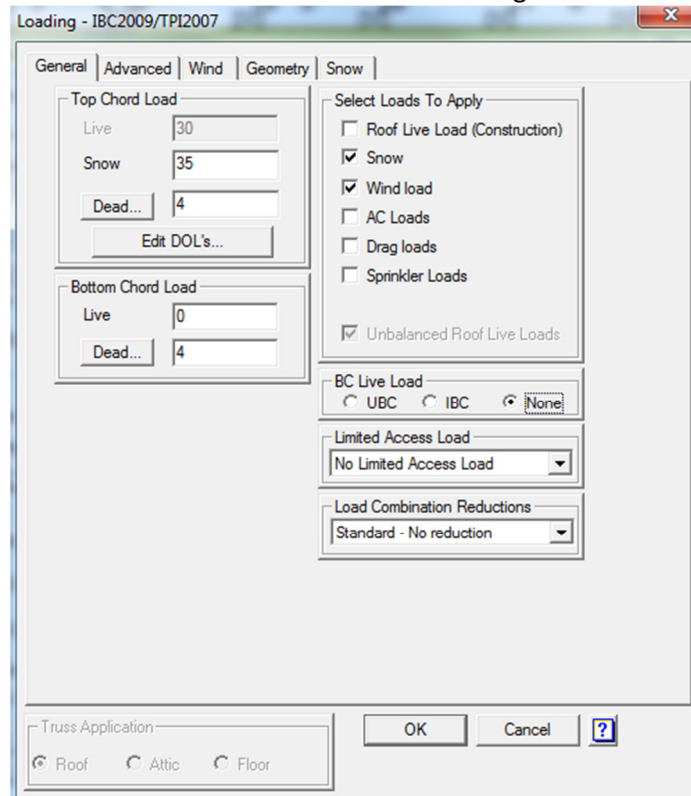 Loading - IBC2009/TPI2007
General Advanced Wind Geometry Snow
Top Chord Load
Live 30
Snow 35
Dead... 4
Edit DOL's...
Bottom Chord Load
Live 0
Dead... 4
Select Loads To Apply
Roof Live Load (Construction)
Snow
Wind load
AC Loads
Drag loads
Sprinkler Loads
Unbalanced Roof Live Loads
BC Live Load
UBC IBC None
Limited Access Load
No Limited Access Load
Load Combination Reductions
Standard - No reduction
Truss Application
Roof Attic Floor
OK Cancel ?